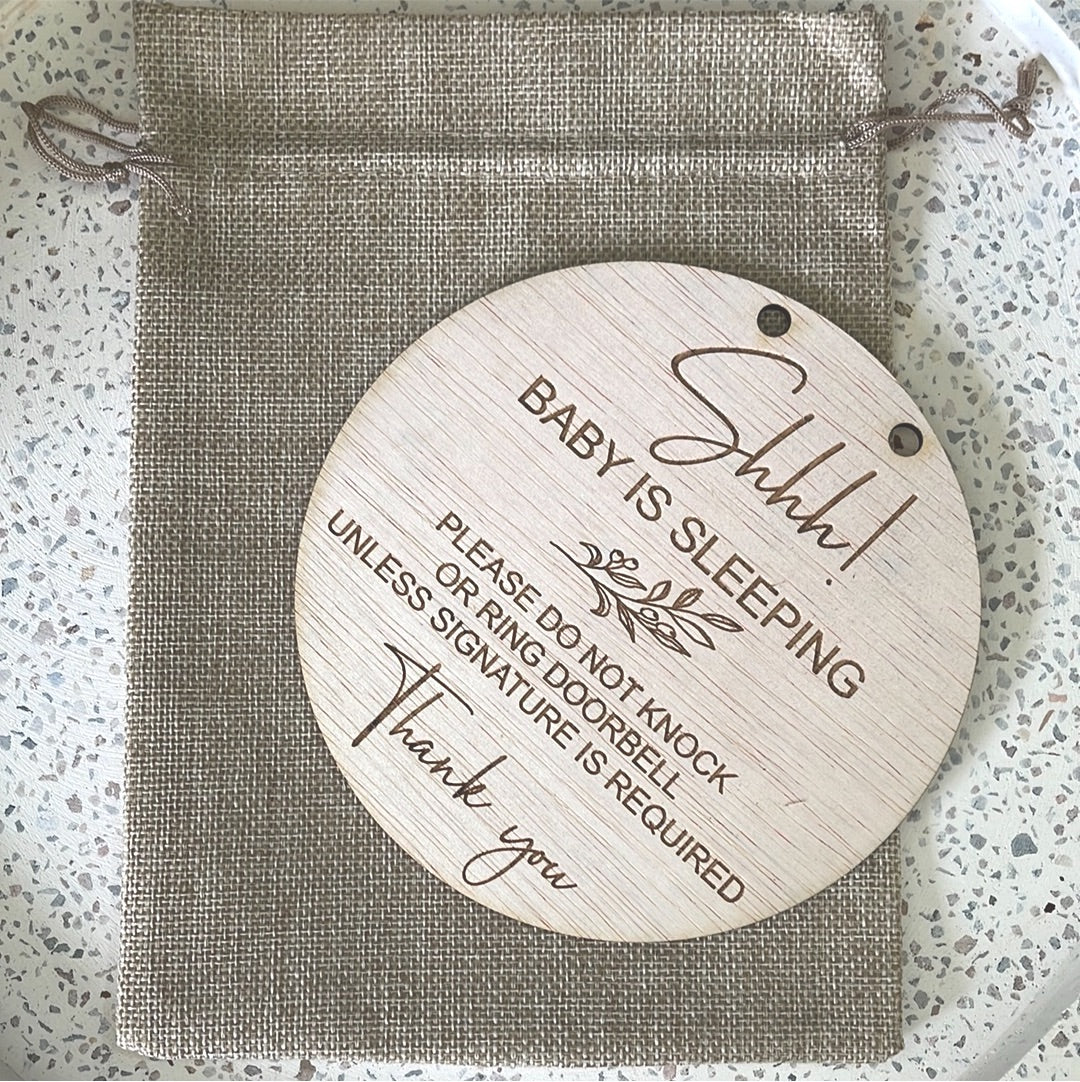 Shhh!
BABY IS SLEEPING
PLEASE DO NOT KNOCK
OR RING DOORBELL
UNLESS SIGNATURE IS REQUIRED
Thank you